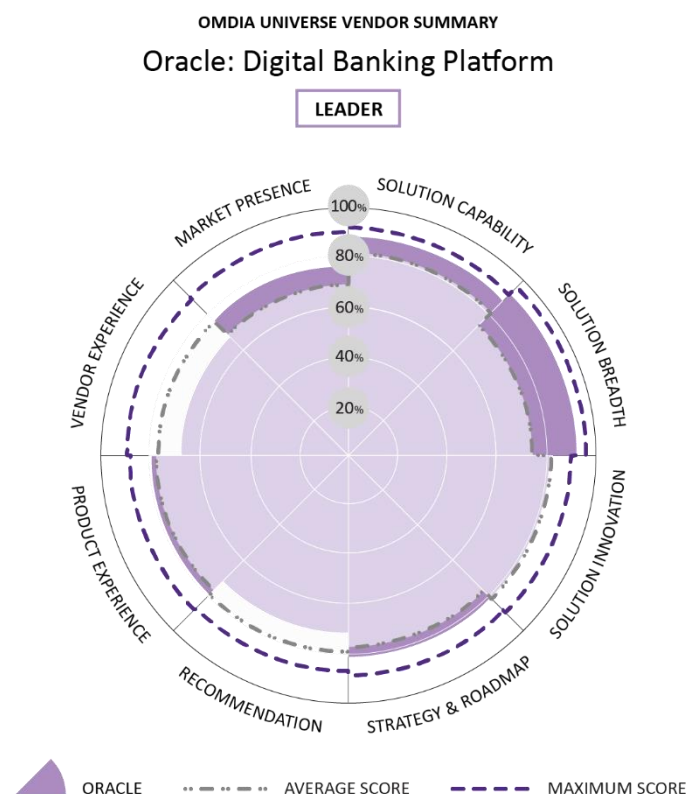 OMDIA UNIVERSE VENDOR SUMMARY
Oracle: Digital Banking Platform
LEADER
MARKET PRESENCE
SOLUTION CAPABILITY
VENDOR EXPERIENCE
SOLUTION BREADTH
100%
80%
60%
40%
20%
PRODUCT EXPERIENCE
SOLUTION INNOVATION
RECOMMENDATION
STRATEGY & ROADMAP
ORACLE
AVERAGE SCORE
MAXIMUM SCORE